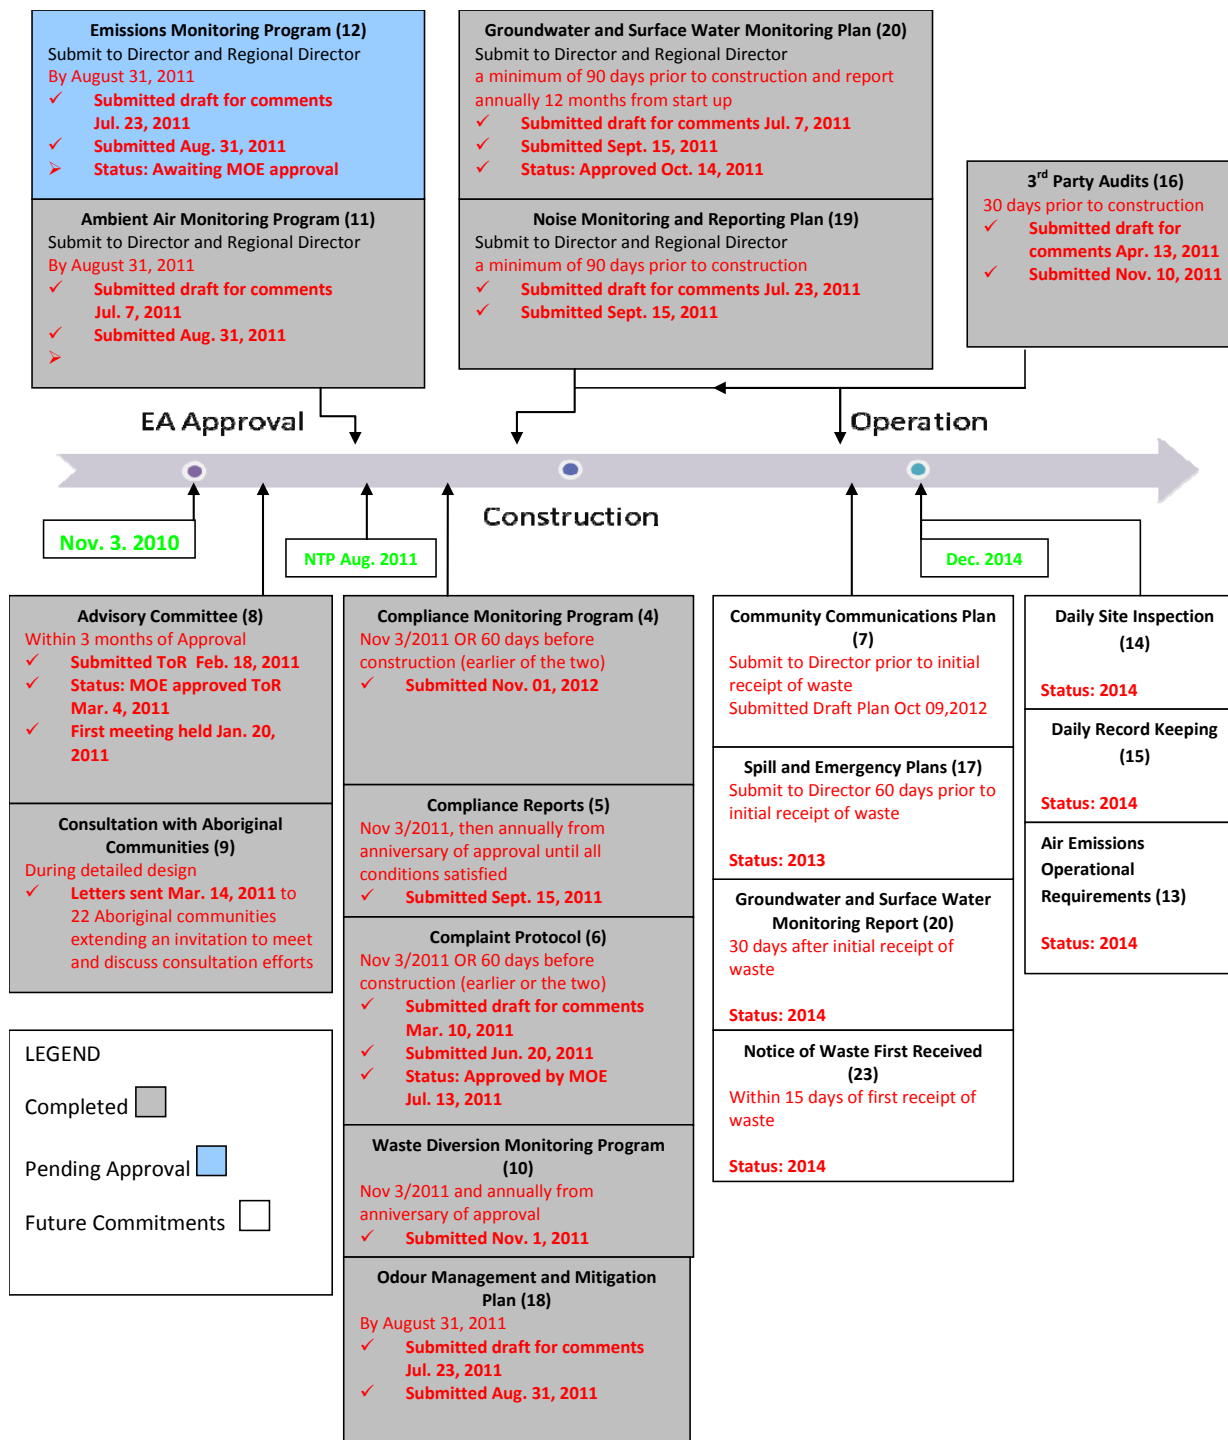 Emissions Monitoring Program (12)
Submit to Director and Regional Director
By August 31, 2011
✓ Submitted draft for comments
Jul. 23, 2011
✓ Submitted Aug. 31, 2011
➢ Status: Awaiting MOE approval
Ambient Air Monitoring Program (11)
Submit to Director and Regional Director
By August 31, 2011
✓ Submitted draft for comments
Jul. 7, 2011
✓ Submitted Aug. 31, 2011
➢
Groundwater and Surface Water Monitoring Plan (20)
Submit to Director and Regional Director
a minimum of 90 days prior to construction and report
annually 12 months from start up
✓ Submitted draft for comments Jul. 7, 2011
✓ Submitted Sept. 15, 2011
✓ Status: Approved Oct. 14, 2011
Noise Monitoring and Reporting Plan (19)
Submit to Director and Regional Director
a minimum of 90 days prior to construction
✓ Submitted draft for comments Jul. 23, 2011
✓ Submitted Sept. 15, 2011
3rd Party Audits (16)
30 days prior to construction
✓ Submitted draft for
comments Apr. 13, 2011
✓ Submitted Nov. 10, 2011
EA Approval
Operation
Construction
Nov. 3. 2010
NTP Aug. 2011
Dec. 2014
Advisory Committee (8)
Within 3 months of Approval
✓ Submitted ToR Feb. 18, 2011
✓ Status: MOE approved ToR
Mar. 4, 2011
✓ First meeting held Jan. 20,
2011
Consultation with Aboriginal
Communities (9)
During detailed design
✓ Letters sent Mar. 14, 2011 to
22 Aboriginal communities
extending an invitation to meet
and discuss consultation efforts
LEGEND
Completed
Pending Approval
Future Commitments
Compliance Monitoring Program (4)
Nov 3/2011 OR 60 days before
construction (earlier of the two)
✓ Submitted Nov. 01, 2012
Compliance Reports (5)
Nov 3/2011, then annually from
anniversary of approval until all
conditions satisfied
✓ Submitted Sept. 15, 2011
Complaint Protocol (6)
Nov 3/2011 OR 60 days before
construction (earlier or the two)
✓ Submitted draft for comments
Mar. 10, 2011
✓ Submitted Jun. 20, 2011
✓ Status: Approved by MOE
Jul. 13, 2011
Waste Diversion Monitoring Program
(10)
Nov 3/2011 and annually from
anniversary of approval
✓ Submitted Nov. 1, 2011
Odour Management and Mitigation
Plan (18)
By August 31, 2011
✓ Submitted draft for comments
Jul. 23, 2011
✓ Submitted Aug. 31, 2011
Community Communications Plan
(7)
Submit to Director prior to initial
receipt of waste
Submitted Draft Plan Oct 09,2012
Spill and Emergency Plans (17)
Submit to Director 60 days prior to
initial receipt of waste
Status: 2013
Groundwater and Surface Water
Monitoring Report (20)
30 days after initial receipt of
waste
Status: 2014
Notice of Waste First Received
(23)
Within 15 days of first receipt of
waste
Status: 2014
Daily Site Inspection
(14)
Status: 2014
Daily Record Keeping
(15)
Status: 2014
Air Emissions
Operational
Requirements (13)
Status: 2014